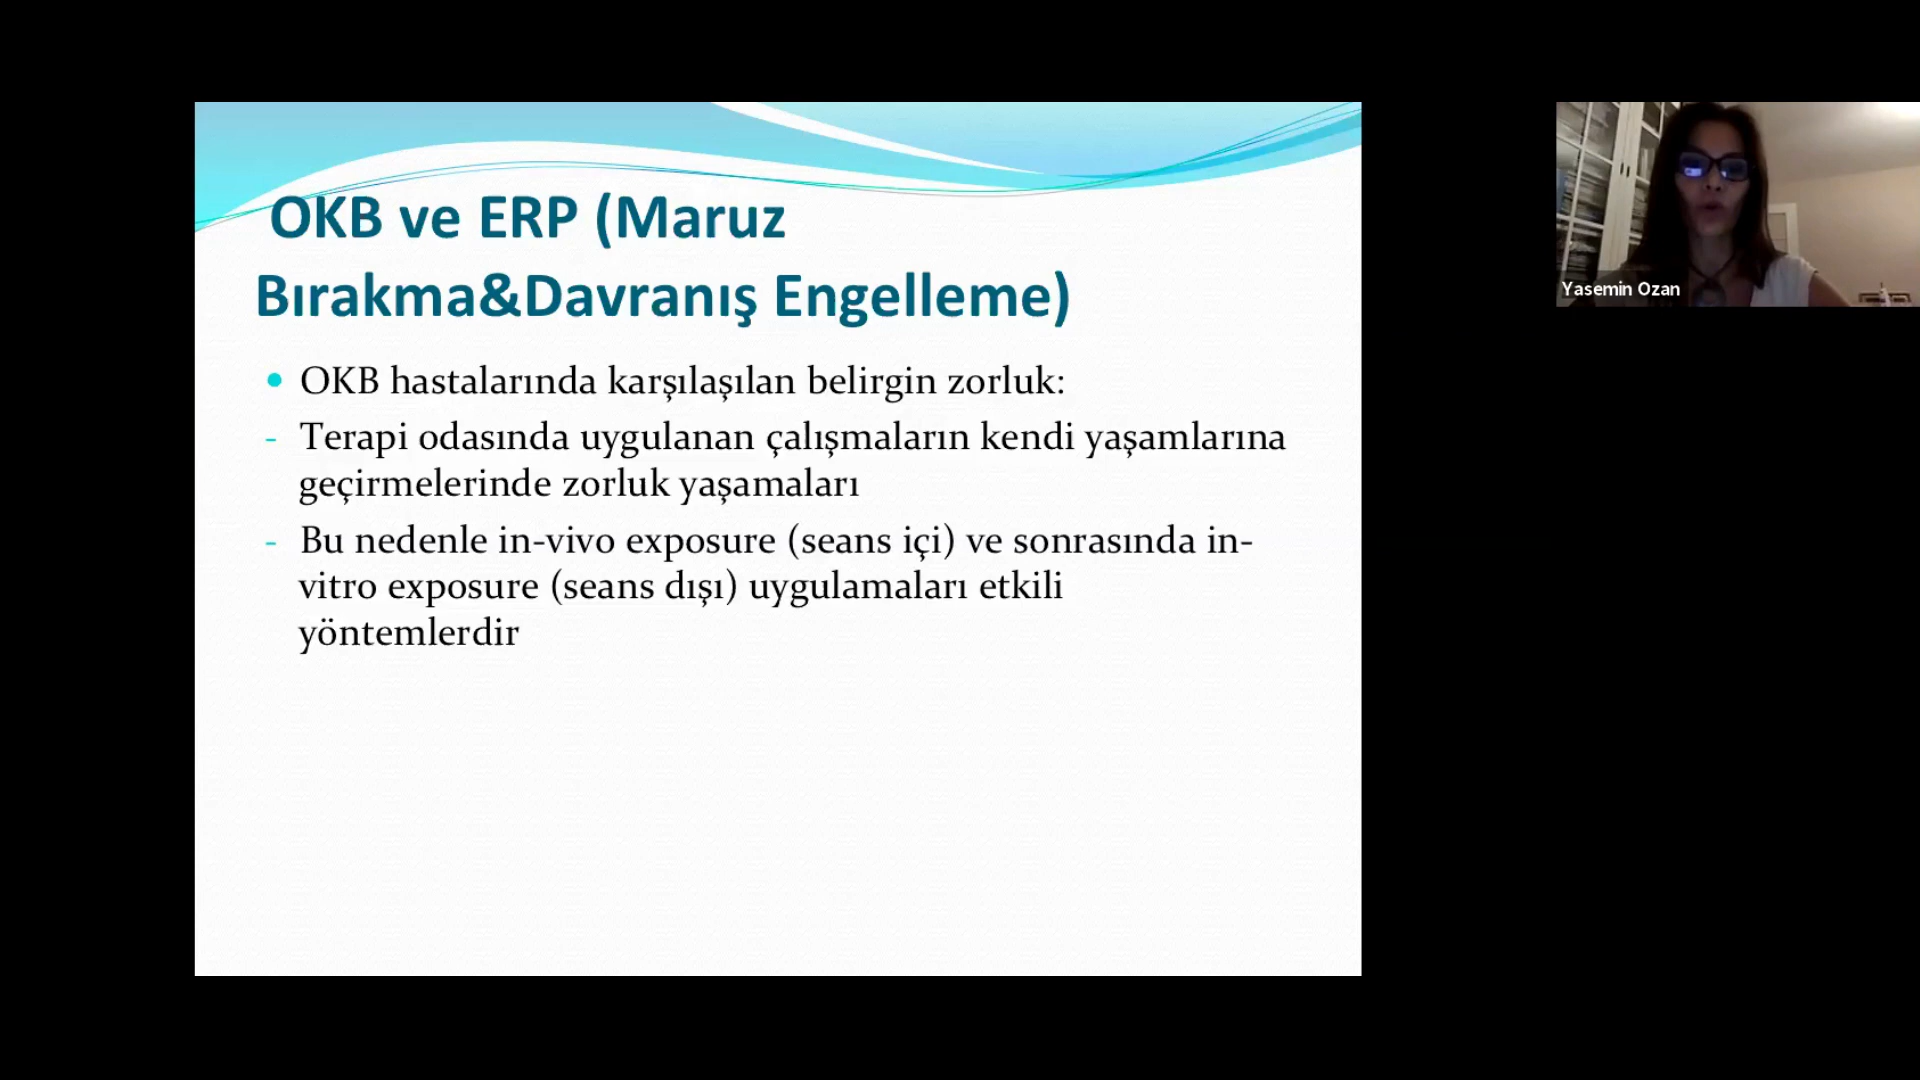 OKB ve ERP (Maruz
Bırakma&Davranış Engelleme)
• OKB hastalarında karşılaşılan belirgin zorluk:
- Terapi odasında uygulanan çalışmaların kendi yaşamlarına
geçirmelerinde zorluk yaşamaları
- Bu nedenle in-vivo exposure (seans içi) ve sonrasında in-
vitro exposure (seans dışı) uygulamaları etkili
yöntemlerdir
Yasemin Ozan